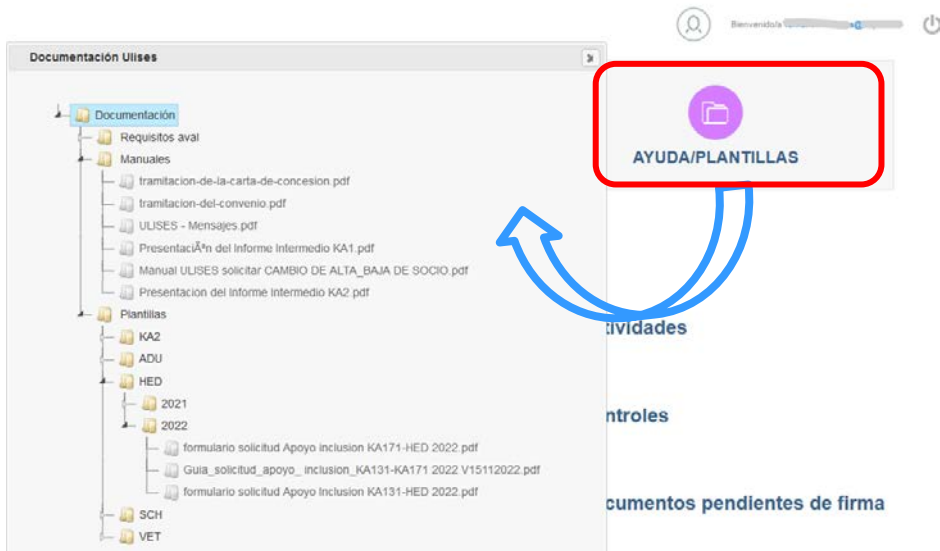 Bienvenido/a
Documentación Ulises
AYUDA/PLANTILLAS
Documentación
Requisitos aval
Manuales
tramitacion-de-la-carta-de-concesion.pdf
tramitacion-del-convenio.pdf
ULISES - Mensajes.pdf
PresentaciÃªn del Informe Intermedio KA1.pdf
Manual ULISES solicitar CAMBIO DE ALTA_BAJA DE SOCIO.pdf
Presentacion del Informe Intermedio KA2.pdf
Plantillas
tividades
KA2
ADU
HED
2021
ntroles
2022
formulario solicitud Apoyo inclusion KA171-HED 2022.pdf
Guia_solicitud_apoyo_ inclusion_KA131-KA171 2022 V15112022.pdf
formulario solicitud Apoyo Inclusion KA131-HED 2022.pdf
cumentos pendientes de firma
SCH
VET